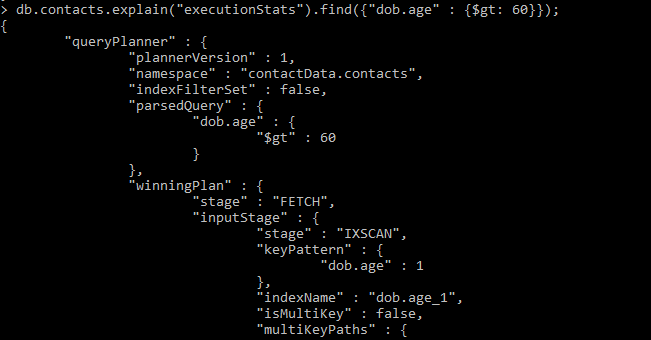 > db.contacts.explain("executionStats").find({"dob.age" : {$gt: 60}});
{
        "queryPlanner" : {
                "plannerVersion" : 1,
                "namespace" : "contactData.contacts",
                "indexFilterSet" : false,
                "parsedQuery" : {
                        "dob.age" : {
                                "$gt" : 60
                        }
                },
                "winningPlan" : {
                        "stage" : "FETCH",
                        "inputStage" : {
                                "stage" : "IXSCAN",
                                "keyPattern" : {
                                        "dob.age" : 1
                                },
                                "indexName" : "dob.age_1",
                                "isMultiKey" : false,
                                "multiKeyPaths" : {